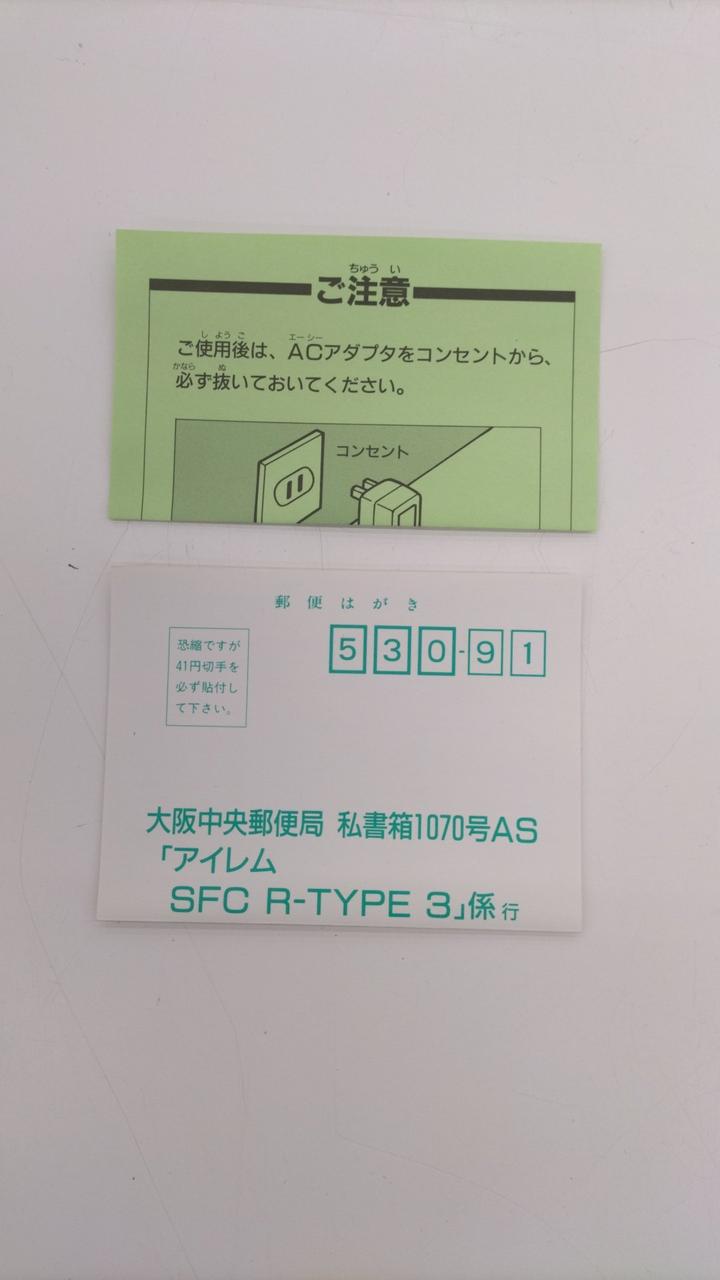 ご注意
ちゅう い
ご使用後は、ACアダプタをコンセントから、
し よう ご エーシー
必ず抜いておいてください。
かなら ぬ
コンセント
郵便はがき
恐縮ですが
41円切手を
必ず貼付し
て下さい。
530-91
大阪中央郵便局 私書箱1070号AS
「アイレム
SFC R-TYPE 3」係 行